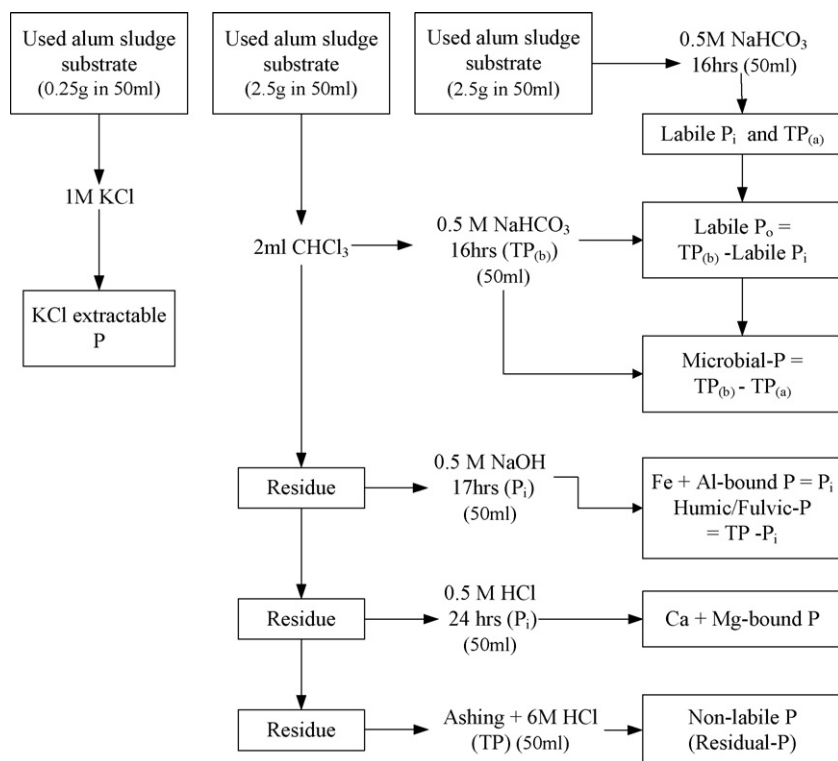 Used alum sludge
substrate
(0.25g in 50ml)
1M KCl
KCl extractable
P
Used alum sludge
substrate
(2.5g in 50ml)
2ml CHCl₃
0.5 M NaHCO₃
16hrs (TP₍b₎)
(50ml)
Used alum sludge
substrate
(2.5g in 50ml)
0.5M NaHCO₃
16hrs (50ml)
Labile Pᵢ and TP₍ₐ₎
Labile Pₒ =
TP₍b₎ -Labile Pᵢ
Microbial-P =
TP₍b₎ - TP₍ₐ₎
Residue
0.5 M NaOH
17hrs (Pᵢ)
(50ml)
Fe + Al-bound P = Pᵢ
Humic/Fulvic-P
= TP -Pᵢ
Residue
0.5 M HCl
24 hrs (Pᵢ)
(50ml)
Ca + Mg-bound P
Residue
Ashing + 6M HCl
(TP) (50ml)
Non-labile P
(Residual-P)